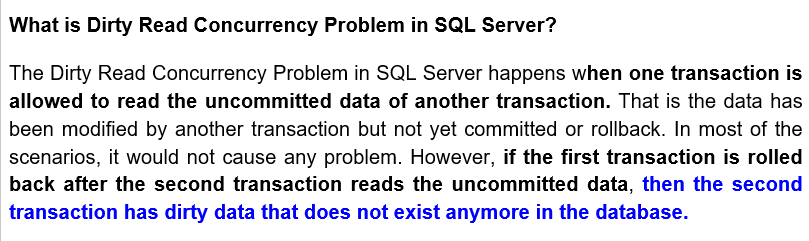 What is Dirty Read Concurrency Problem in SQL Server?
The Dirty Read Concurrency Problem in SQL Server happens when one transaction is
allowed to read the uncommitted data of another transaction. That is the data has
been modified by another transaction but not yet committed or rollback. In most of the
scenarios, it would not cause any problem. However, if the first transaction is rolled
back after the second transaction reads the uncommitted data, then the second
transaction has dirty data that does not exist anymore in the database.